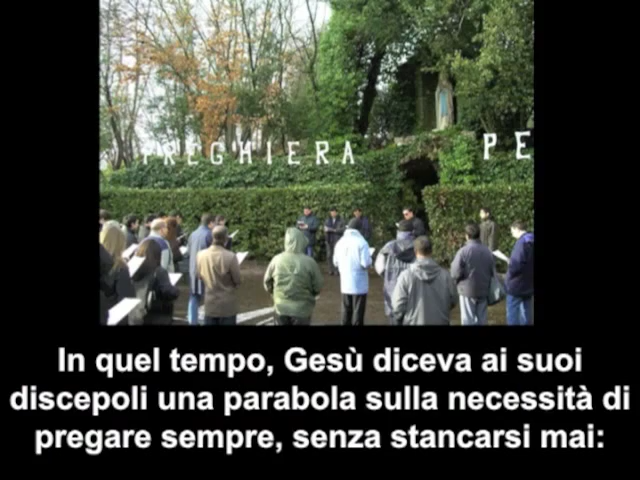 PREGHIERA PE
In quel tempo, Gesù diceva ai suoi
discepoli una parabola sulla necessità di
pregare sempre, senza stancarsi mai: